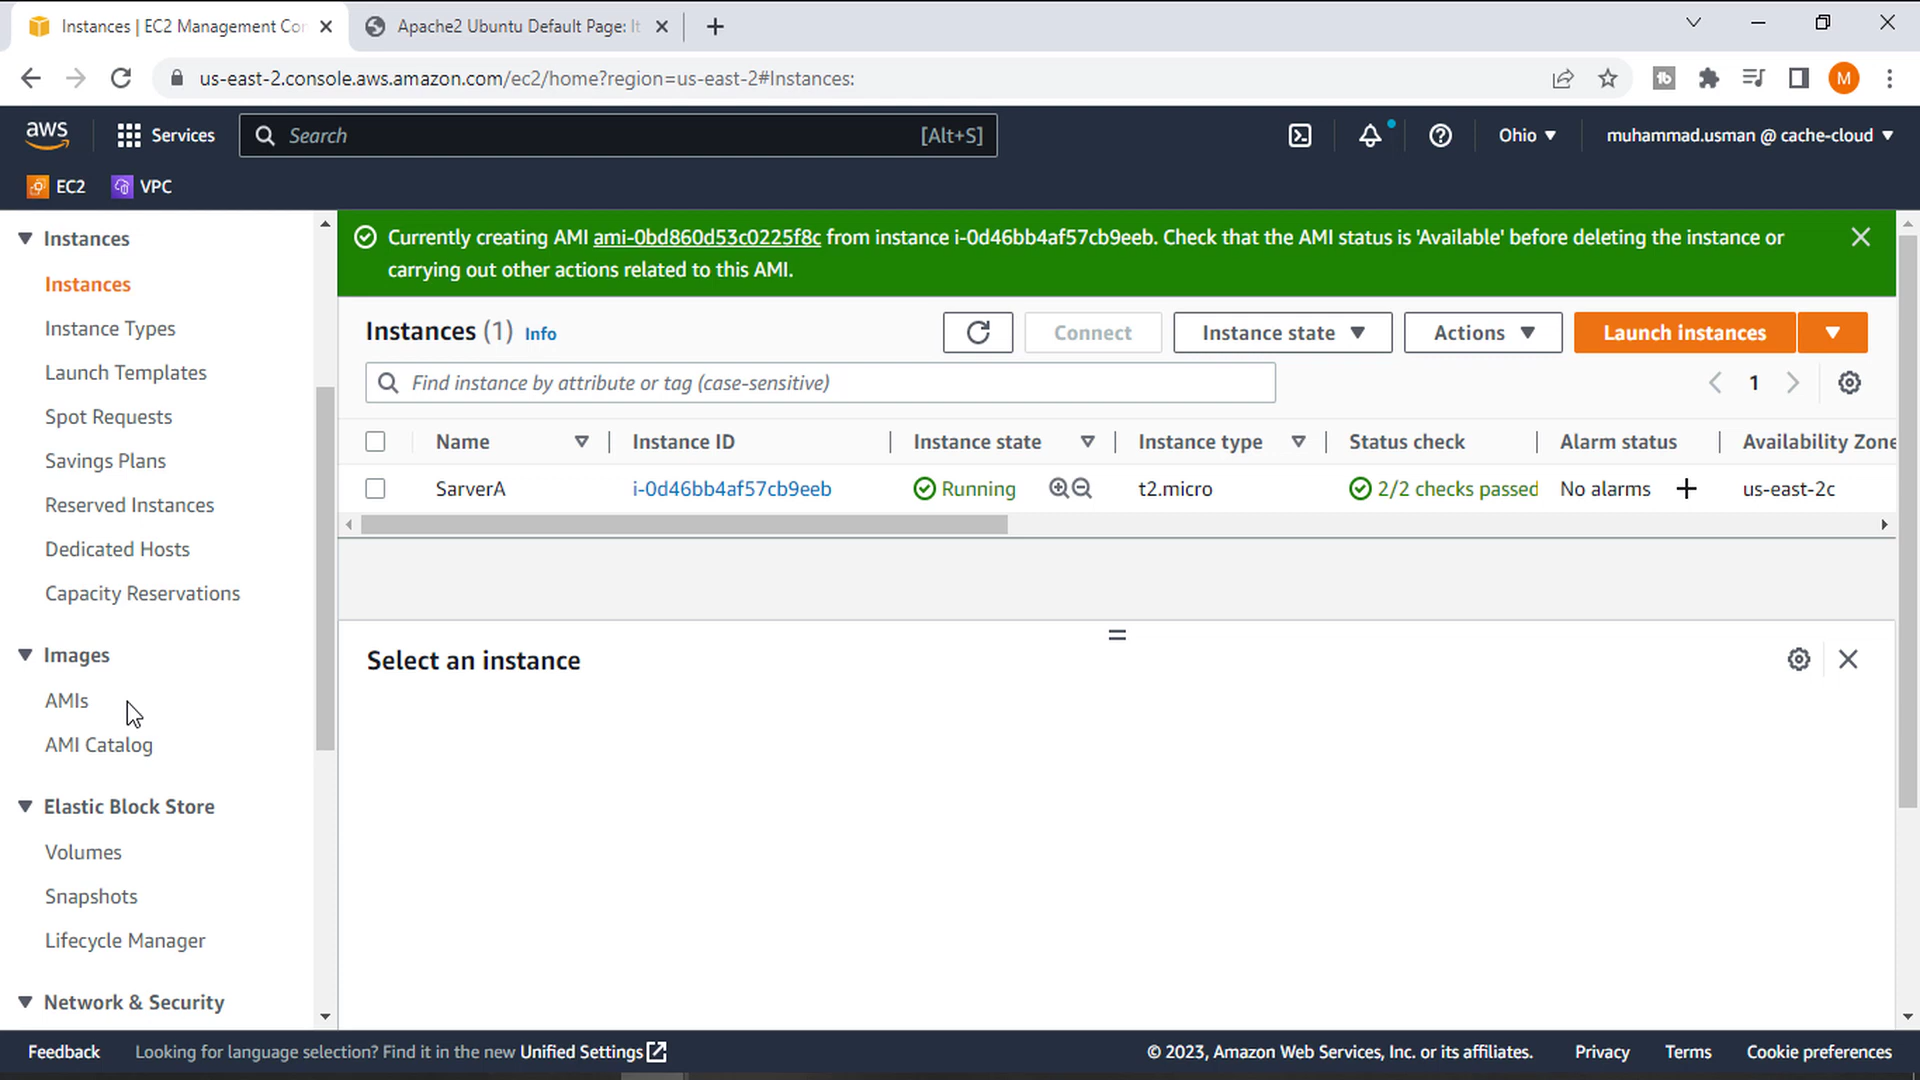 Instances | EC2 Management Con
Apache2 Ubuntu Default Page: It
us-east-2.console.aws.amazon.com/ec2/home?region=us-east-2#Instances:
M
aws
Services
Search
[Alt+S]
Ohio
muhammad.usman @ cache-cloud
EC2
VPC
Instances
Instances
Instance Types
Launch Templates
Spot Requests
Savings Plans
Reserved Instances
Dedicated Hosts
Capacity Reservations
Images
AMIs
AMI Catalog
Elastic Block Store
Volumes
Snapshots
Lifecycle Manager
Network & Security
Currently creating AMI ami-0bd860d53c0225f8c from instance i-0d46bb4af57cb9eeb. Check that the AMI status is 'Available' before deleting the instance or
carrying out other actions related to this AMI.
Instances (1) Info
Connect
Instance state
Actions
Launch instances
Find instance by attribute or tag (case-sensitive)
1
Name
Instance ID
Instance state
Instance type
Status check
Alarm status
Availability Zone
SarverA
i-0d46bb4af57cb9eeb
Running
t2.micro
2/2 checks passed
No alarms
us-east-2c
Select an instance
Feedback
Looking for language selection? Find it in the new Unified Settings
© 2023, Amazon Web Services, Inc. or its affiliates.
Privacy
Terms
Cookie preferences